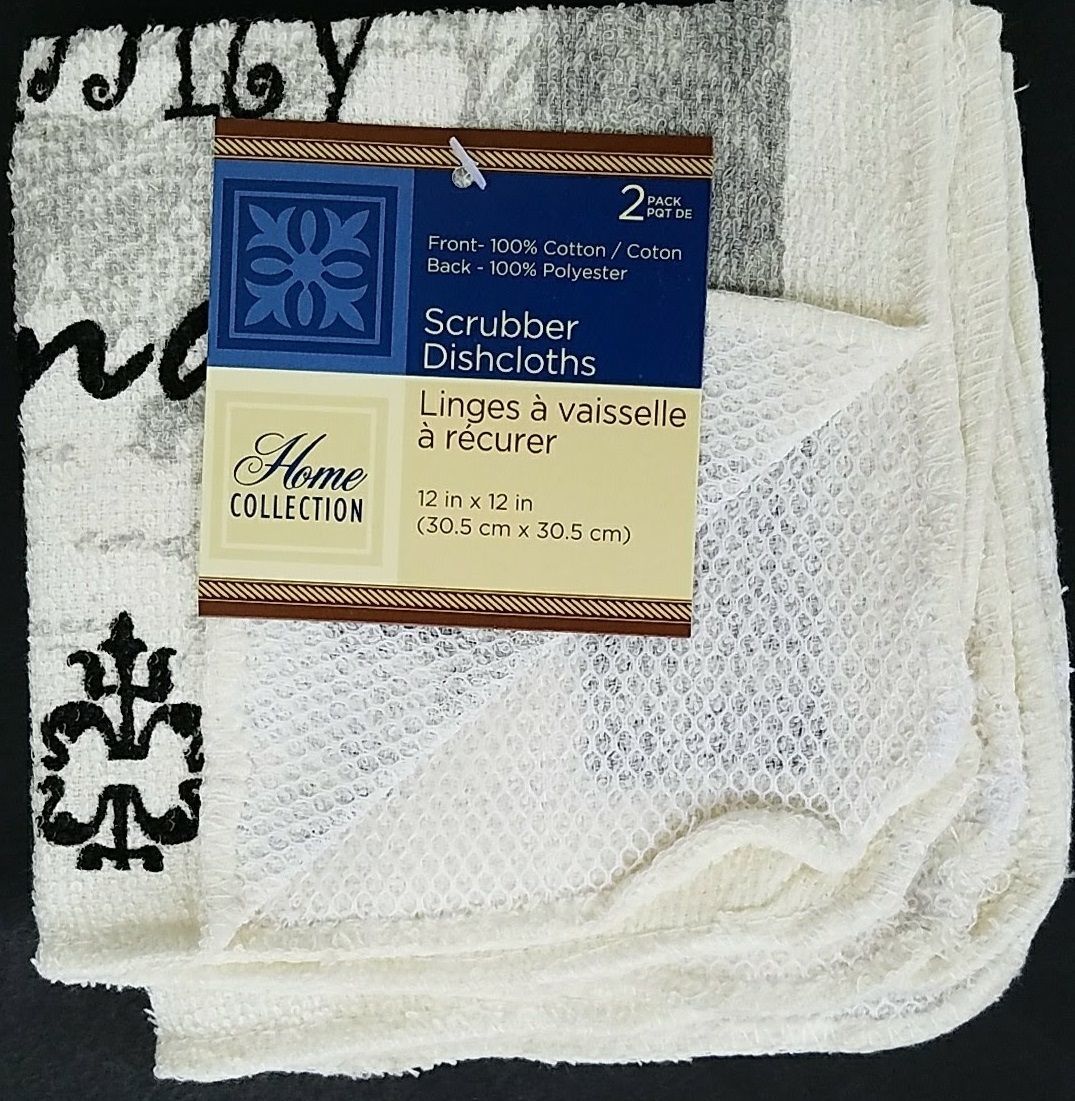 2 PACK
PQT DE
Front- 100% Cotton / Coton
Back - 100% Polyester
Scrubber
Dishcloths
Linges à vaisselle
à récurer
Home
COLLECTION
12 in x 12 in
(30.5 cm x 30.5 cm)